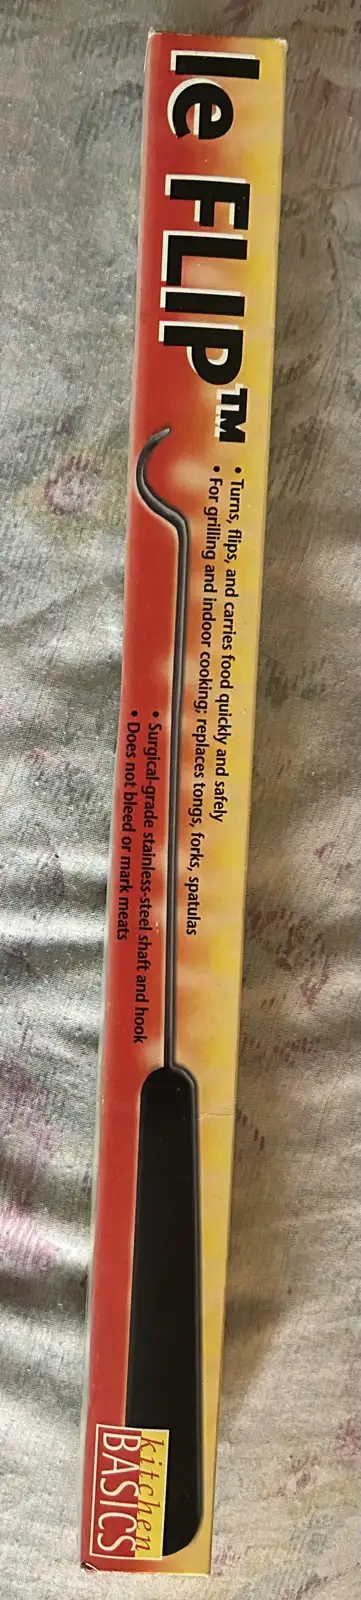 le FLIP™
• Turns, flips, and carries food quickly and safely
• For grilling and indoor cooking; replaces tongs, forks, spatulas
• Surgical-grade stainless-steel shaft and hook
• Does not bleed or mark meats
kitchen
BASICS